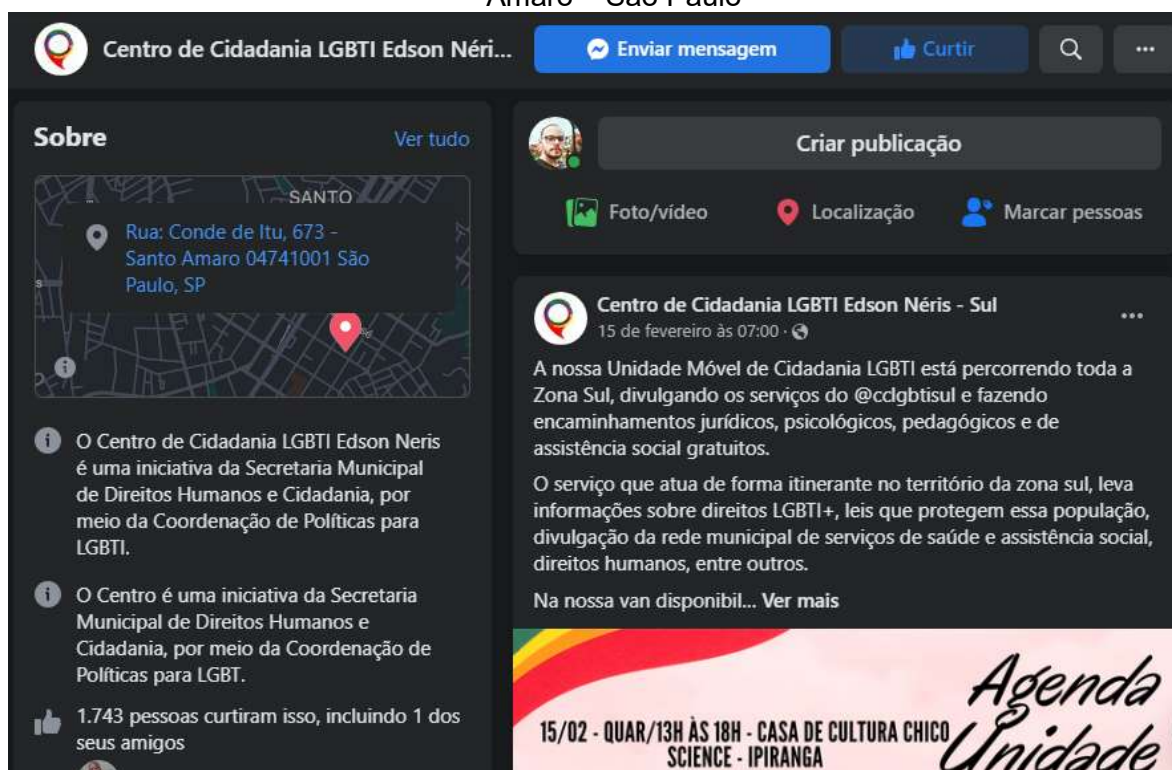 Amaro – São Paulo
Centro de Cidadania LGBTI Edson Néri...
Enviar mensagem
Curtir
Sobre
Ver tudo
SANTO
Rua: Conde de Itu, 673 -
Santo Amaro 04741001 São
Paulo, SP
O Centro de Cidadania LGBTI Edson Neris
é uma iniciativa da Secretaria Municipal
de Direitos Humanos e Cidadania, por
meio da Coordenação de Políticas para
LGBTI.
O Centro é uma iniciativa da Secretaria
Municipal de Direitos Humanos e
Cidadania, por meio da Coordenação de
Políticas para LGBT.
1.743 pessoas curtiram isso, incluindo 1 dos
seus amigos
Criar publicação
Foto/vídeo
Localização
Marcar pessoas
Centro de Cidadania LGBTI Edson Néris - Sul
15 de fevereiro às 07:00 ·
A nossa Unidade Móvel de Cidadania LGBTI está percorrendo toda a
Zona Sul, divulgando os serviços do @cclgbtisul e fazendo
encaminhamentos jurídicos, psicológicos, pedagógicos e de
assistência social gratuitos.
O serviço que atua de forma itinerante no território da zona sul, leva
informações sobre direitos LGBTI+, leis que protegem essa população,
divulgação da rede municipal de serviços de saúde e assistência social,
direitos humanos, entre outros.
Na nossa van disponibil... Ver mais
Agenda
Unidade
15/02 - QUAR/13H ÀS 18H - CASA DE CULTURA CHICO
SCIENCE - IPIRANGA